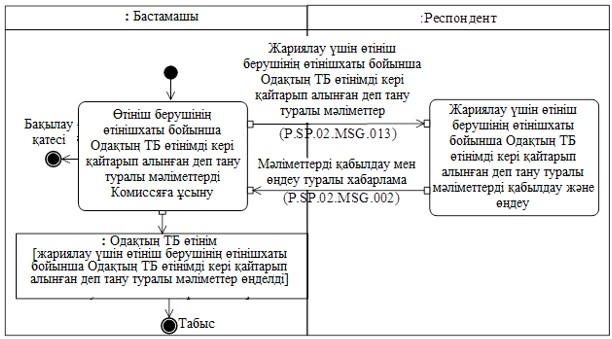 : Бастамашы
:Респондент
Жариялау үшін өтініш
берушінің өтінішхаты бойынша
Одақтың ТБ өтінімді кері
қайтарып алынған деп тану
туралы мәліметтер
(P.SP.02.MSG.013)
Бақылау
қатесі
Өтініш берушінің
өтінішхаты бойынша
Одақтың ТБ өтінімді кері
қайтарып алынған деп тану
туралы мәліметтерді
Комиссяға ұсыну
Жариялау үшін өтініш
берушінің өтінішхаты
бойынша Одақтың ТБ
өтінімді кері қайтарып
алынған деп тану туралы
мәліметтерді қабылдау және
өңдеу
Мәліметтерді қабылдау мен
өңдеу туралы хабарлама
(P.SP.02.MSG.002)
: Одақтың ТБ өтінім
[жариялау үшін өтініш берушінің өтінішхаты
бойынша Одақтың ТБ өтінімді кері қайтарып
алынған деп тану туралы мәліметтер өңделді]
Табыс